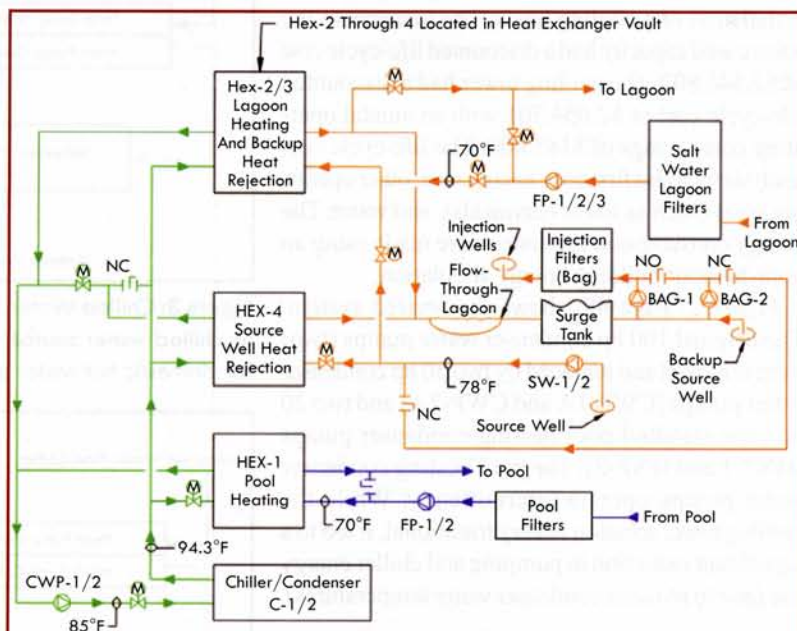 Hex-2 Through 4 Located in Heat Exchanger Vault
Hex-2/3
Lagoon
Heating
And Backup
Heat
Rejection
M
To Lagoon
M
70°F
M
FP-1/2/3
Salt
Water
Lagoon
Filters
From
Lagoon
Injection
Wells
Injection
Filters
(Bag)
NO
NC
BAG-1
BAG-2
Flow-
Through
Lagoon
Surge
Tank
Backup
Source
Well
M
NC
M
HEX-4
Source
Well Heat
Rejection
M
78°F
SW-1/2
NC
Source Well
HEX-1
Pool
Heating
M
To Pool
70°F
FP-1/2
Pool
Filters
From Pool
94.3°F
CWP-1/2
M
85°F
Chiller/Condenser
C-1/2